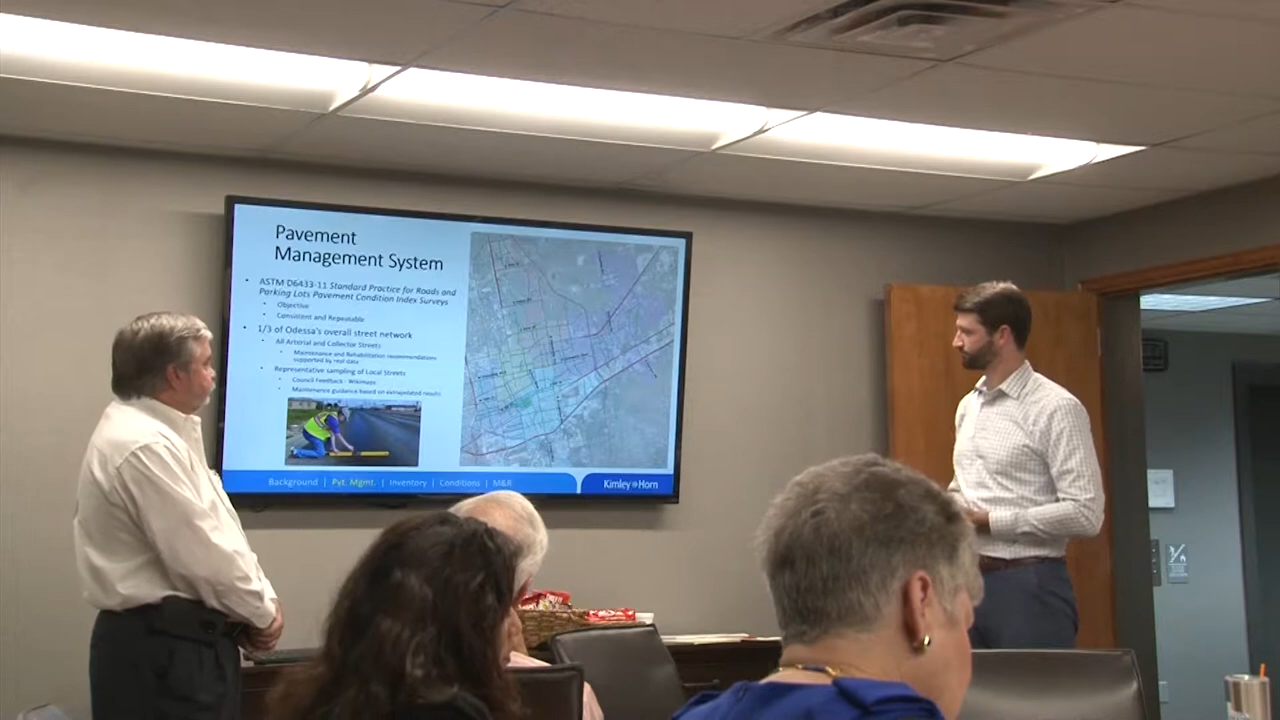 Pavement
Management System
• ASTM D6433-11 Standard Practice for Roads and
Parking Lots Pavement Condition Index Surveys
• Objective
• Consistent and Repeatable
• 1/3 of Odessa's overall street network
• All Arterial and Collector Streets
• Maintenance and Rehabilitation recommendations
supported by real data
• Representative sampling of Local Streets
• Council Feedback - Wikimaps
• Maintenance guidance based on extrapolated results
Background | Pvt. Mgmt. | Inventory | Conditions | M&R
Kimley»Horn